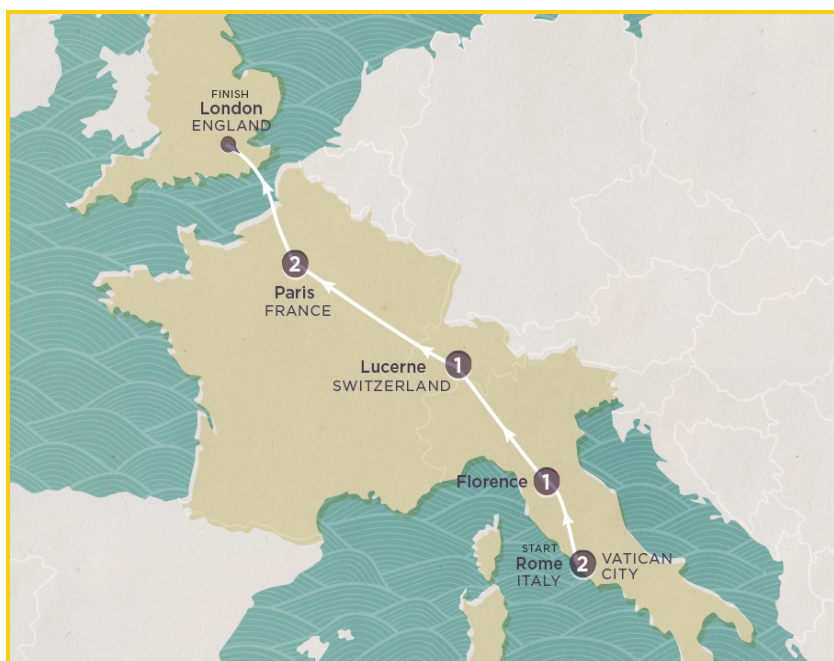 FINISH
London
ENGLAND
2
Paris
FRANCE
Lucerne
SWITZERLAND
1
Florence
1
START
Rome
ITALY
2
VATICAN
CITY